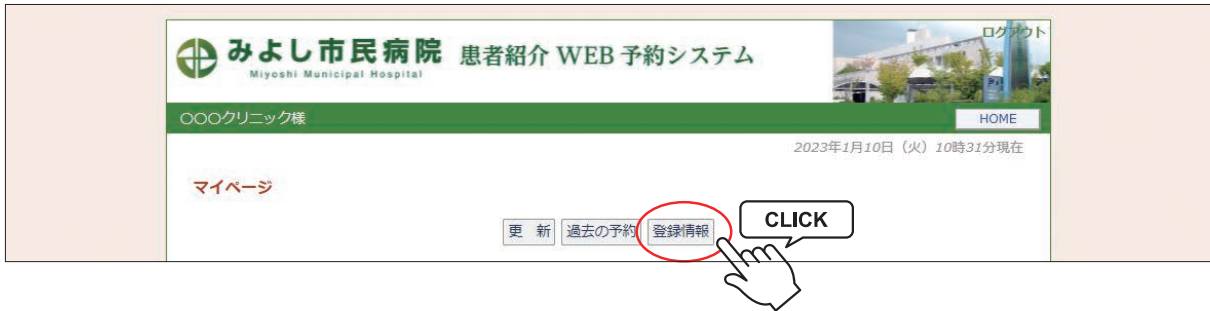 みよし市民病院 患者紹介 WEB 予約システム
Miyoshi Municipal Hospital
ログアウト
〇〇〇クリニック様
HOME
2023年1月10日（火）10時31分現在
マイページ
更 新 過去の予約 登録情報
CLICK